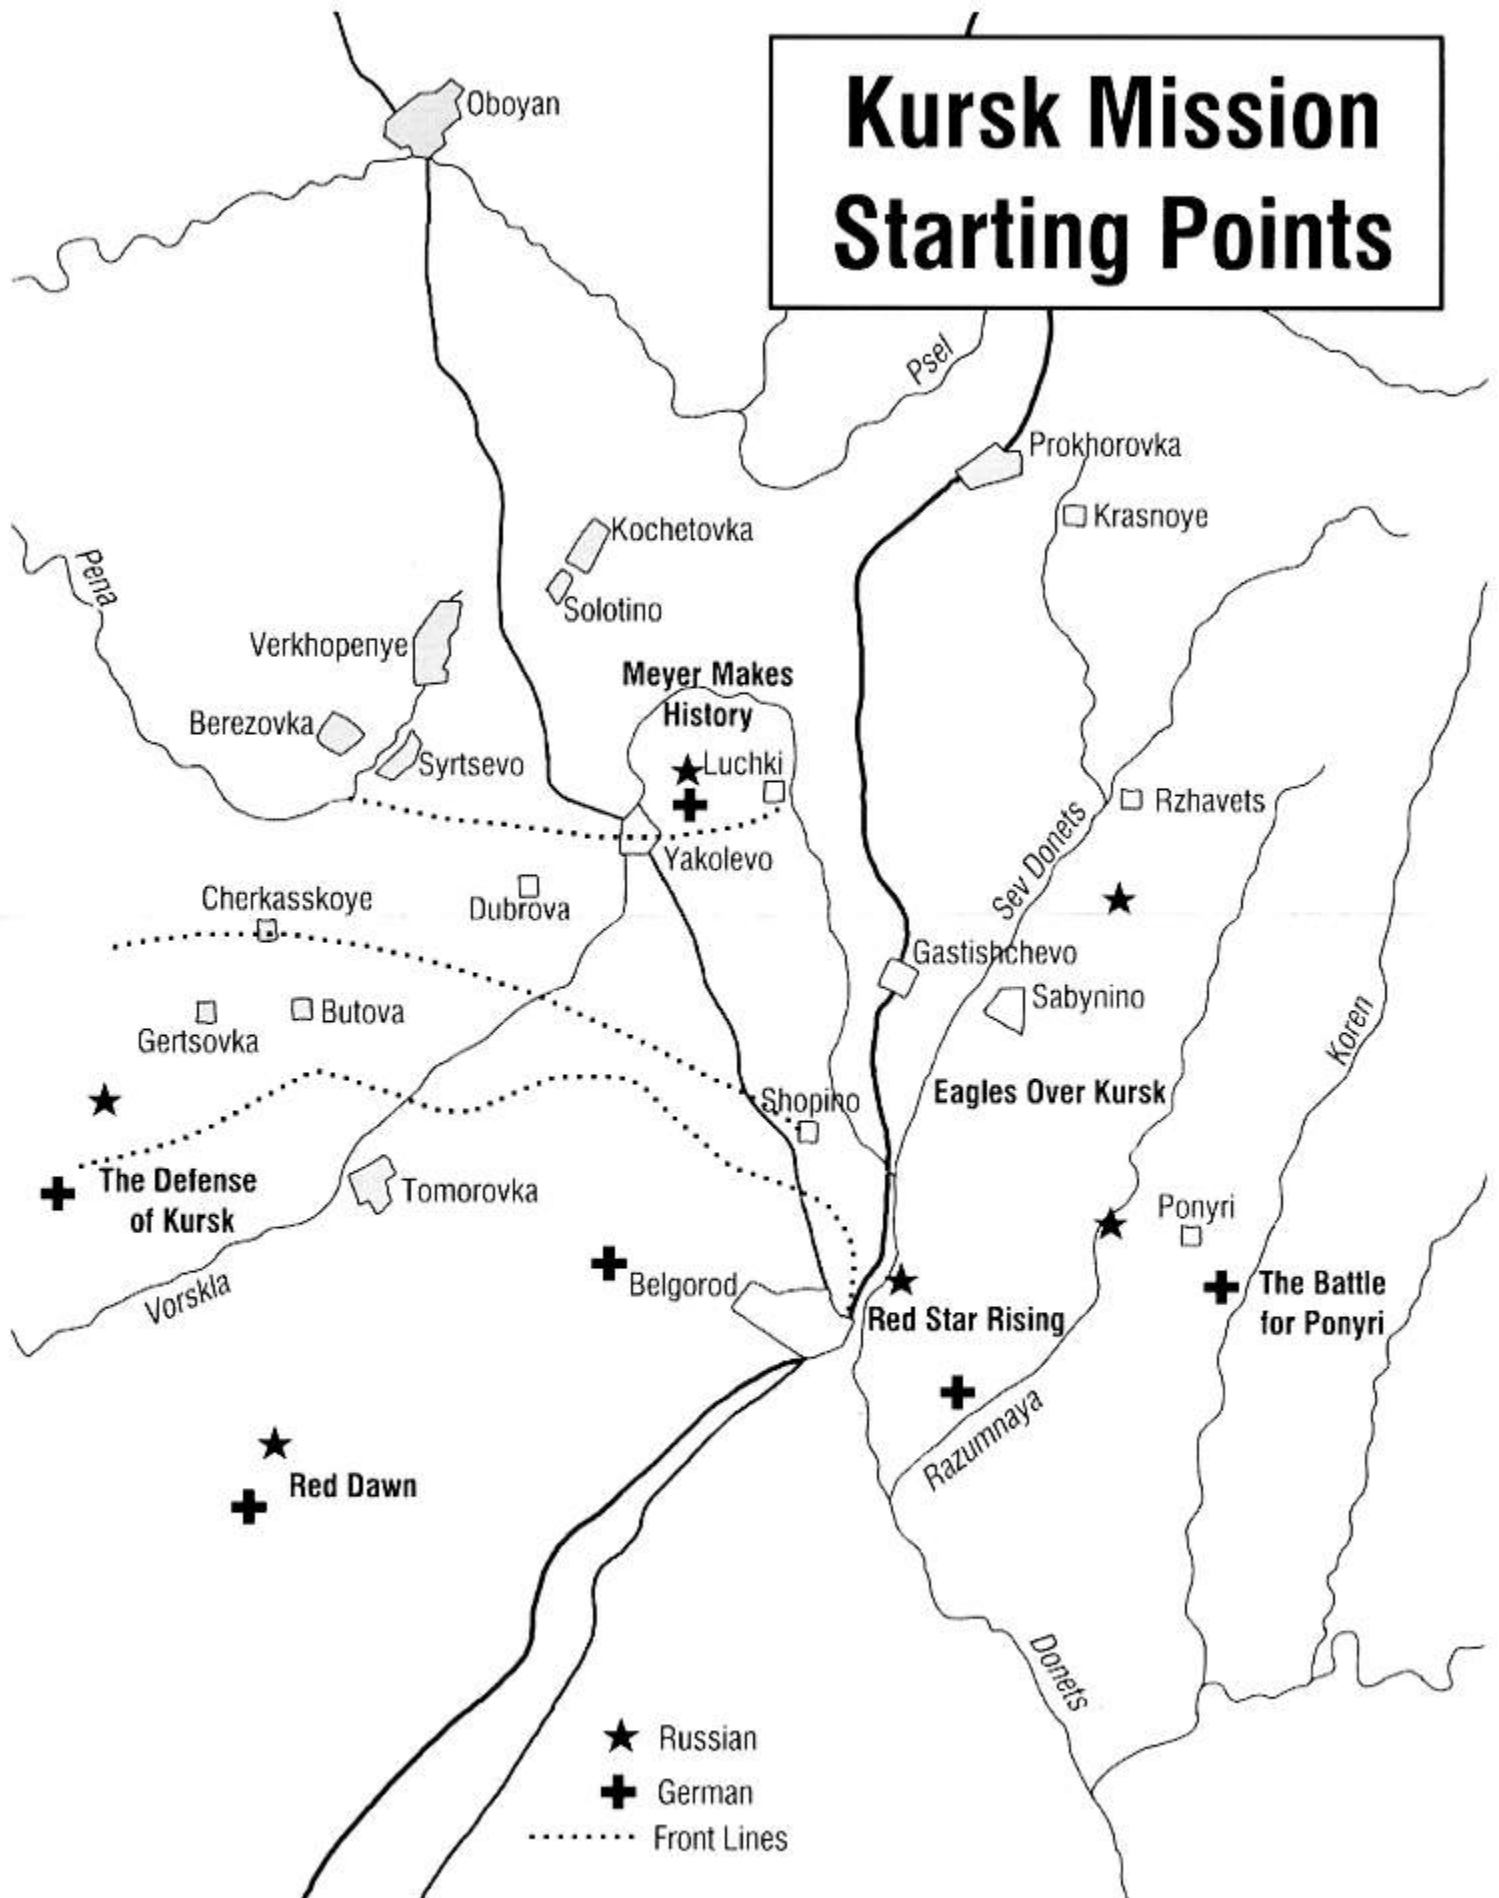 Kursk Mission
Starting Points
Oboyan
Psel
Prokhorovka
Krasnoye
Kochetovka
Solotino
Pena
Verkhopenye
Meyer Makes
History
Berezovka
Syrtsevo
Luchki
Rzhavets
Yakolevo
Sev Donets
Cherkasskoye
Dubrova
Gastishchevo
Sabynino
Gertsovka
Butova
Koren
Shopino
Eagles Over Kursk
The Defense
of Kursk
Tomorovka
Ponyri
Vorskla
Belgorod
Red Star Rising
The Battle
for Ponyri
Razumnaya
Red Dawn
Donets
Russian
German
Front Lines